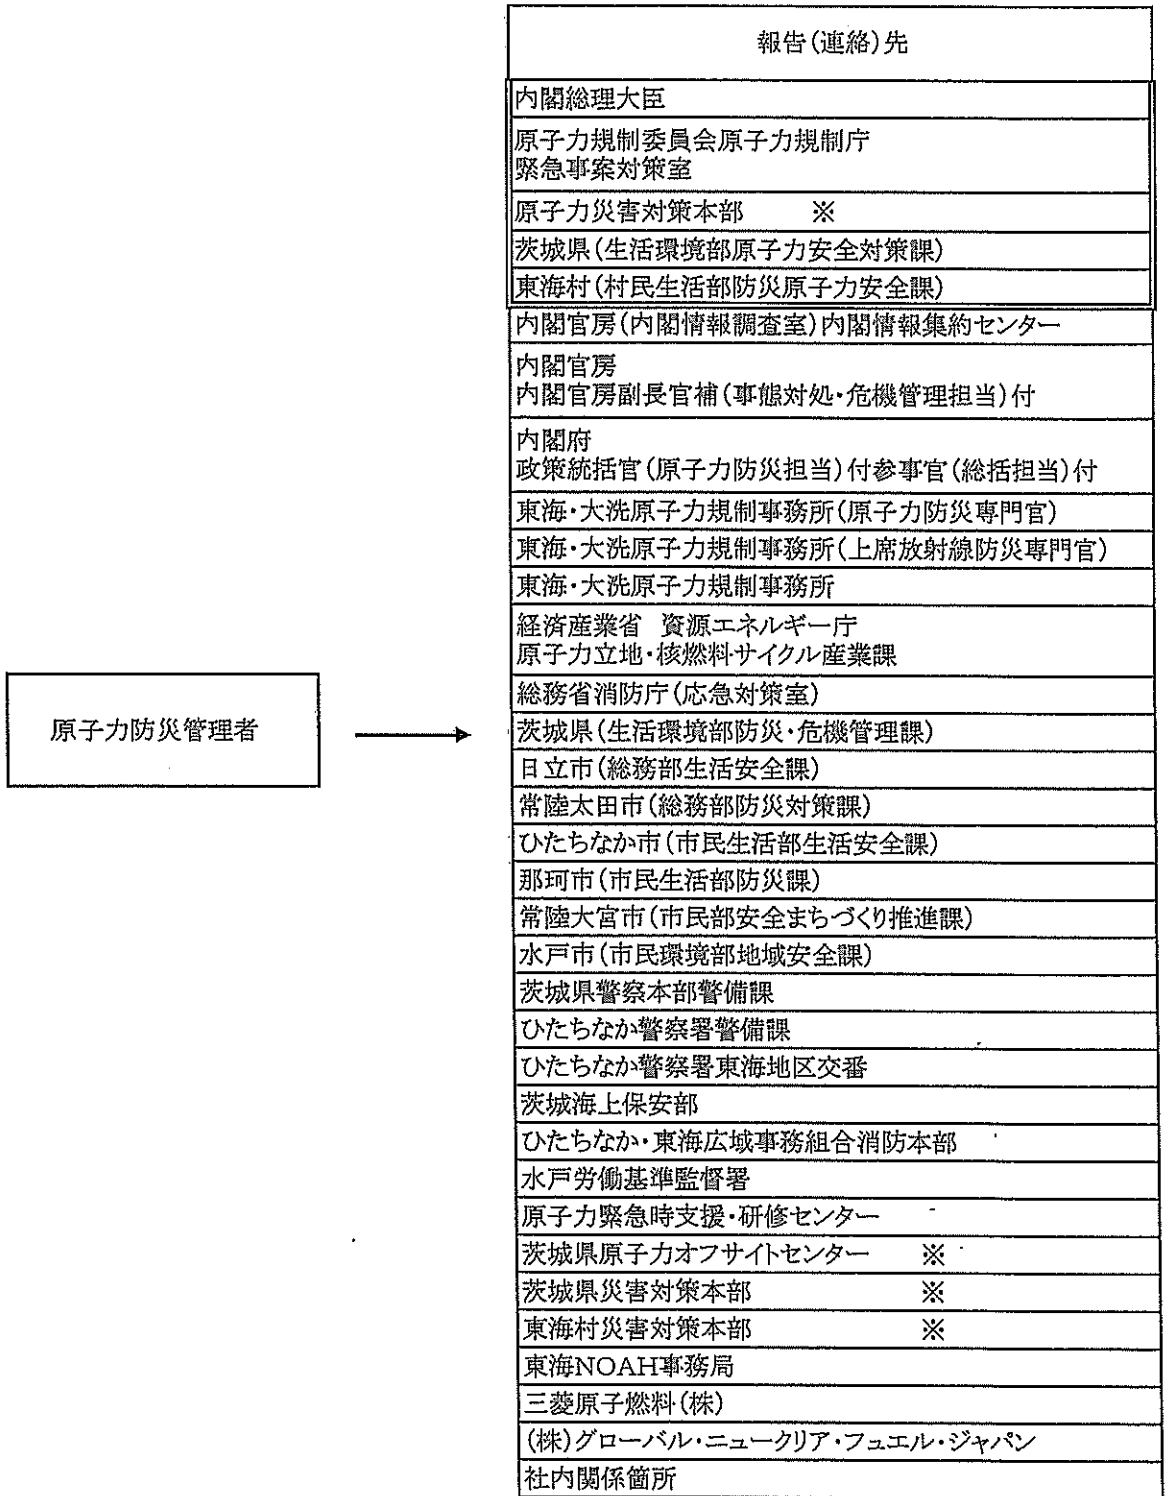 報告(連絡)先
内閣総理大臣
原子力規制委員会原子力規制庁
緊急事案対策室
原子力災害対策本部 ※
茨城県(生活環境部原子力安全対策課)
東海村(村民生活部防災原子力安全課)
内閣官房(内閣情報調査室)内閣情報集約センター
内閣官房
内閣官房副長官補(事態対処・危機管理担当)付
内閣府
政策統括官(原子力防災担当)付参事官(総括担当)付
東海・大洗原子力規制事務所(原子力防災専門官)
東海・大洗原子力規制事務所(上席放射線防災専門官)
東海・大洗原子力規制事務所
経済産業省 資源エネルギー庁
原子力立地・核燃料サイクル産業課
総務省消防庁(応急対策室)
原子力防災管理者
茨城県(生活環境部防災・危機管理課)
日立市(総務部生活安全課)
常陸太田市(総務部防災対策課)
ひたちなか市(市民生活部生活安全課)
那珂市(市民生活部防災課)
常陸大宮市(市民部安全まちづくり推進課)
水戸市(市民環境部地域安全課)
茨城県警察本部警備課
ひたちなか警察署警備課
ひたちなか警察署東海地区交番
茨城海上保安部
ひたちなか・東海広域事務組合消防本部
水戸労働基準監督署
原子力緊急時支援・研修センター
茨城県原子力オフサイトセンター ※
茨城県災害対策本部 ※
東海村災害対策本部 ※
東海NOAH事務局
三菱原子燃料(株)
(株)グローバル・ニュークリア・フュエル・ジャパン
社内関係箇所